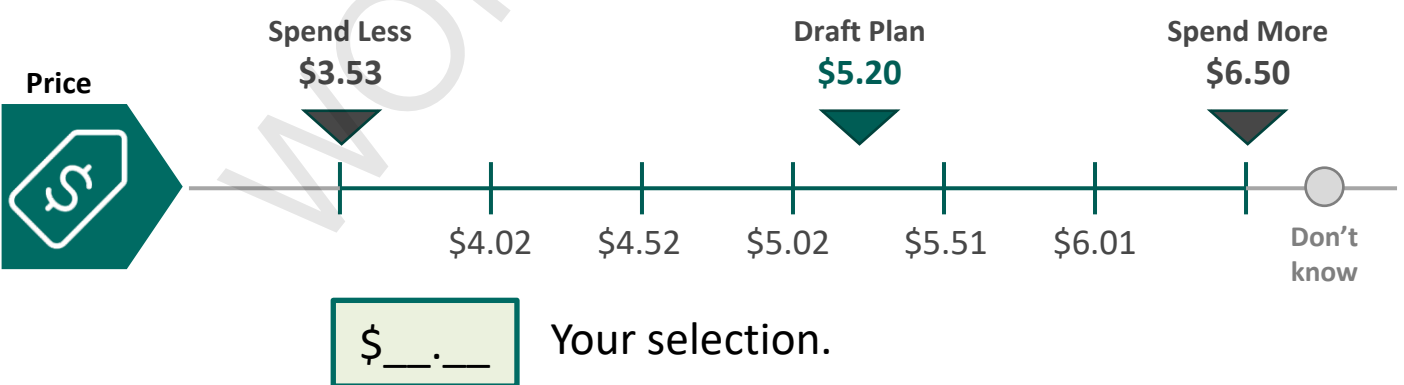 Spend Less Draft Plan Spend More
Price $3.53 $5.20 $6.50
$
$4.02 $4.52 $5.02 $5.51 $6.01 Don’t
know
$__.__ Your selection.